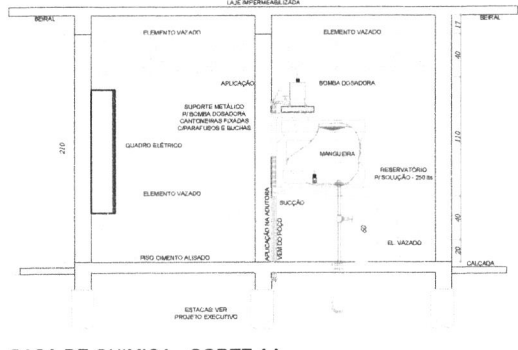 LAJE IMPERMEABILIZADA
BEIRAL
BEIRAL
ELEMENTO VAZADO
ELEMENTO VAZADO
17
40
APLICAÇÃO
BOMBA DOSADORA
SUPORTE METÁLICO
P/ BOMBA DOSADORA
CANTONEIRAS FIXADAS
C/PARAFUSOS E BUCHAS
210
QUADRO ELÉTRICO
MANGUEIRA
110
RESERVATÓRIO
P/ SOLUÇÃO - 250 lts
ELEMENTO VAZADO
SUCÇÃO
APLICAÇÃO NA ADUTORA
VEM DO POÇO
60
40
EL. VAZADO
20
PISO CIMENTO ALISADO
CALÇADA
ESTACAS VER
PROJETO EXECUTIVO